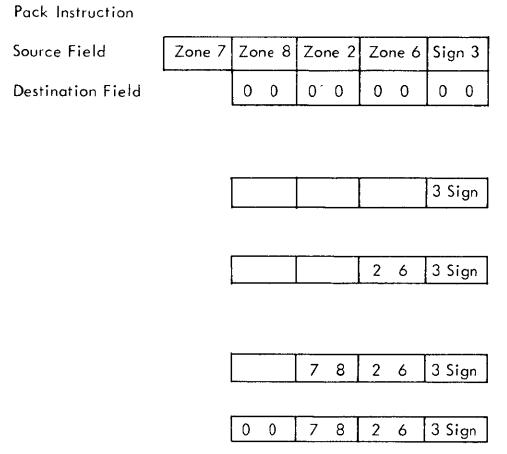 Pack Instruction
Source Field Zone 7 Zone 8 Zone 2 Zone 6 Sign 3
Destination Field 0 0 0 0 0 0 0 0
3 Sign
2 6 3 Sign
7 8 2 6 3 Sign
0 0 7 8 2 6 3 Sign